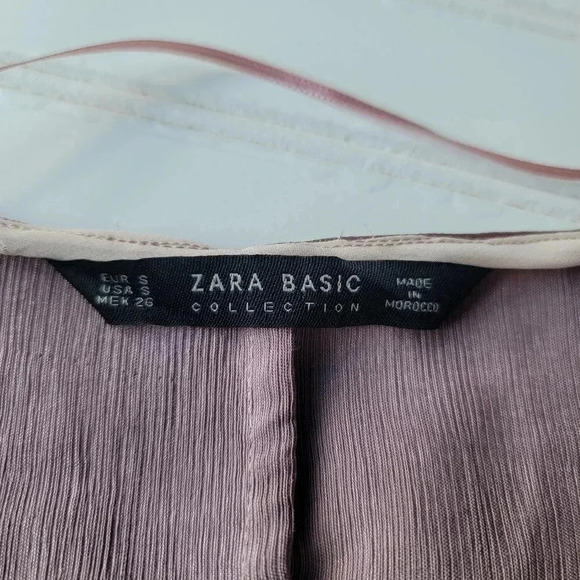 EUR S
USA S
MEX 26
ZARA BASIC
COLLECTION
MADE
IN
MOROCCO